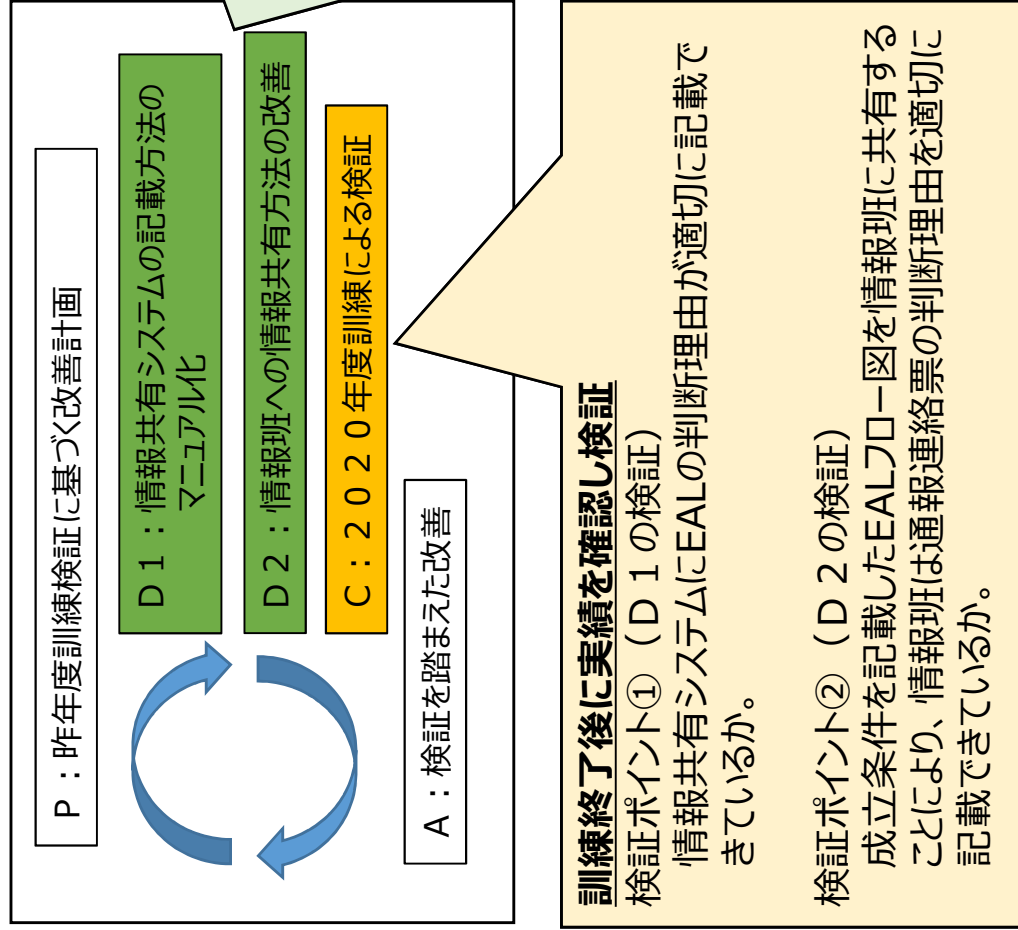 P：昨年度訓練検証に基づく改善計画
D１：情報共有システムの記載方法の
マニュアル化
D２：情報班への情報共有方法の改善
C：２０２０年度訓練による検証
A：検証を踏まえた改善
訓練終了後に実績を確認し検証
検証ポイント①（D１の検証）
情報共有システムにEALの判断理由が適切に記載で
きているか。
検証ポイント②（D２の検証）
成立条件を記載したEALフロー図を情報班に共有する
ことにより、情報班は通報連絡票の判断理由を適切に
記載できているか。